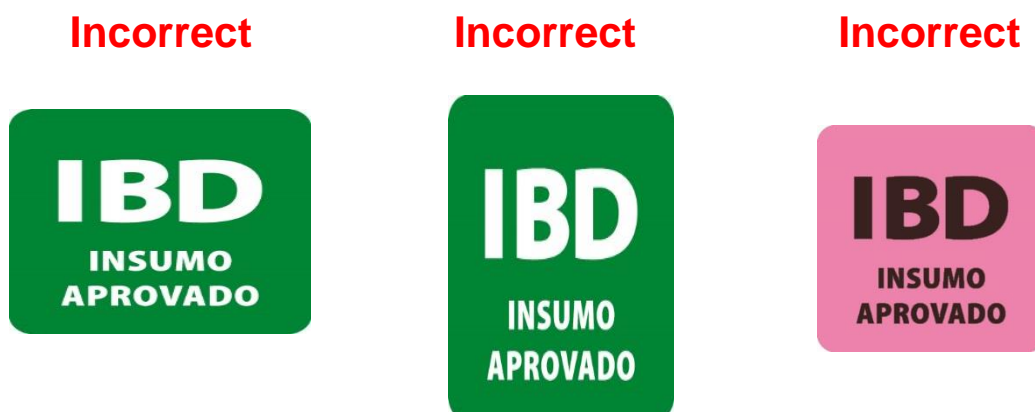 Incorrect Incorrect Incorrect
IBD
INSUMO
APROVADO
IBD
INSUMO
APROVADO
IBD
INSUMO
APROVADO